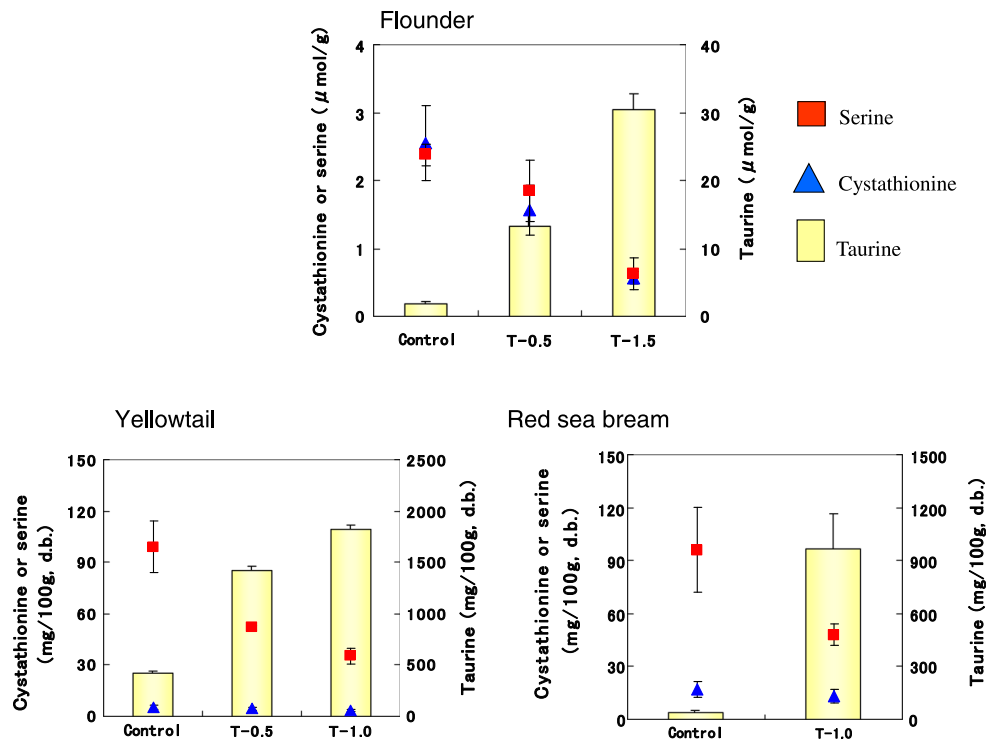 Flounder
Cystathionine or serine (μmol/g)
4
3
2
1
0
40
30
20
10
0
Taurine (μmol/g)
Control
T-0.5
T-1.5
Serine
Cystathionine
Taurine
Yellowtail
Cystathionine or serine
(mg/100g, d.b.)
150
120
90
60
30
0
2500
2000
1500
1000
500
0
Taurine (mg/100g, d.b.)
Control
T-0.5
T-1.0
Red sea bream
Cystathionine or serine
(mg/100g, d.b.)
150
120
90
60
30
0
1500
1200
900
600
300
0
Taurine (mg/100g, d.b.)
Control
T-1.0